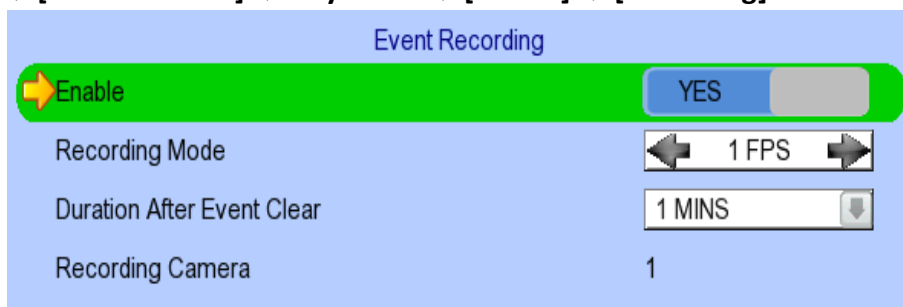 Event Recording
Enable YES
Recording Mode 1 FPS
Duration After Event Clear 1 MINS
Recording Camera 1